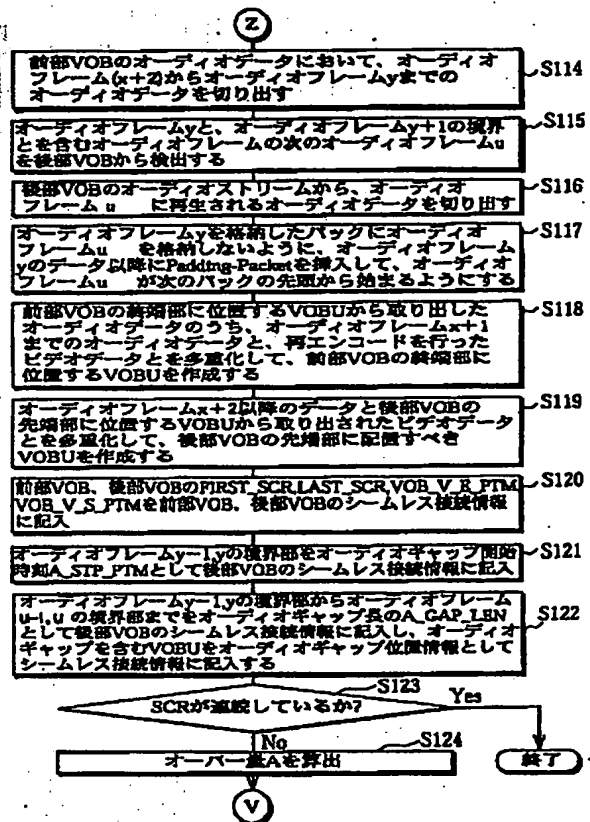 Z
前部VOBのオーディオデータにおいて、オーディオ
フレーム(x+2)からオーディオフレームyまでの
オーディオデータを切り出す
S114
オーディオフレームyと、オーディオフレームy+1の境界
とを含むオーディオフレームの次のオーディオフレームu
を後部VOBから検出する
S115
後部VOBのオーディオストリームから、オーディオ
フレームu に再生されるオーディオデータを切り出す
S116
オーディオフレームyを格納したパックにオーディオ
フレームu を格納しないように、オーディオフレーム
yのデータ以降にPadding-Packetを挿入して、オーディオ
フレームu が次のパックの先頭から始まるようにする
S117
前部VOBの終端部に位置するVOBUから取り出した
オーディオデータのうち、オーディオフレームx+1
までのオーディオデータと、再エンコードを行った
ビデオデータとを多重化して、前部VOBの終端部に
位置するVOBUを作成する
S118
オーディオフレームx+2以降のデータと後部VOBの
先端部に位置するVOBUから取り出されたビデオデータ
とを多重化して、後部VOBの先端部に配置すべき
VOBUを作成する
S119
前部VOB、後部VOBのFIRST_SCR,LAST_SCR,VOB_V_E_PTM
VOB_V_S_PTMを前部VOB、後部VOBのシームレス接続情報
に記入
S120
オーディオフレームy-1,yの境界部をオーディオギャップ開始
時刻A_STP_PTMとして後部VOBのシームレス接続情報に記入
S121
オーディオフレームy-1,yの境界部からオーディオフレーム
u-1,uの境界部までをオーディオギャップ長のA_GAP_LEN
として後部VOBのシームレス接続情報に記入し、オーディオ
ギャップを含むVOBUをオーディオギャップ位置情報として
シームレス接続情報に記入する
S122
SCRが連続しているか?
S123
Yes
No
オーバー量Aを算出
S124
終了
V